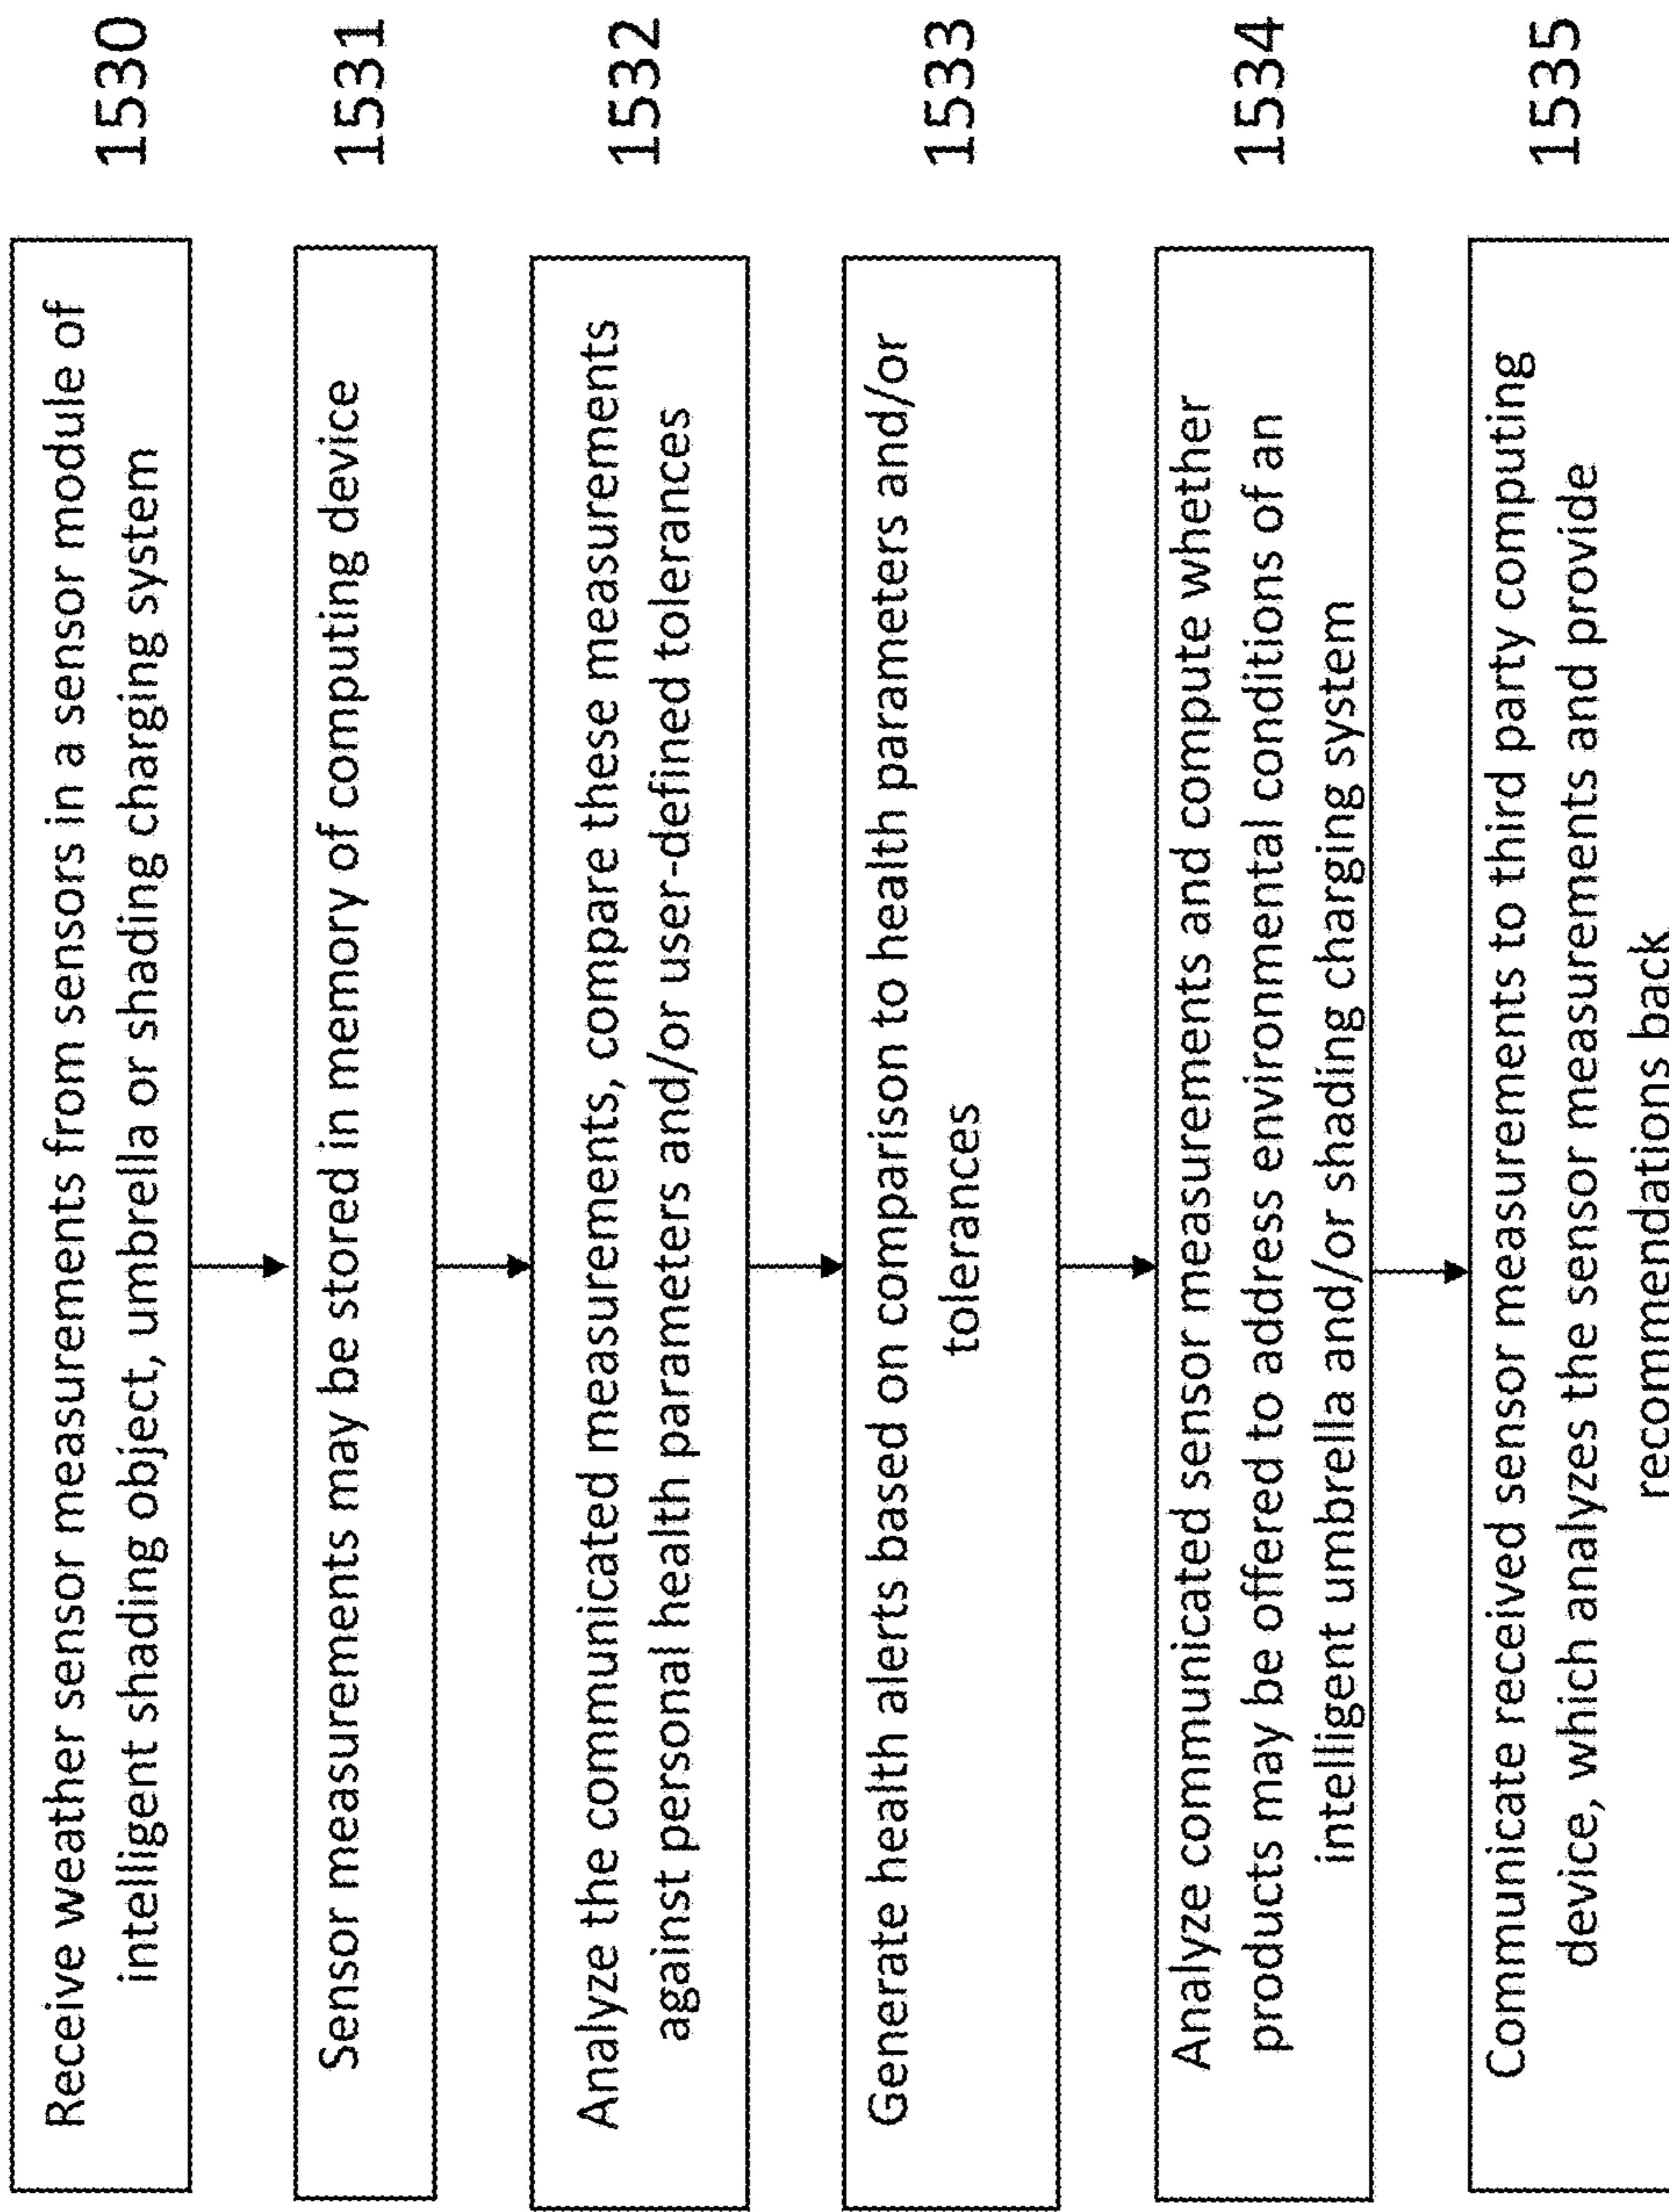 Receive weather sensor measurements from sensors in a sensor module of
intelligent shading object, umbrella or shading charging system
1530
Sensor measurements may be stored in memory of computing device
1531
Analyze the communicated measurements, compare these measurements
against personal health parameters and/or user-defined tolerances
1532
Generate health alerts based on comparison to health parameters and/or
tolerances
1533
Analyze communicated sensor measurements and compute whether
products may be offered to address environmental conditions of an
intelligent umbrella and/or shading charging system
1534
Communicate received sensor measurements to third party computing
device, which analyzes the sensor measurements and provide
recommendations back
1535